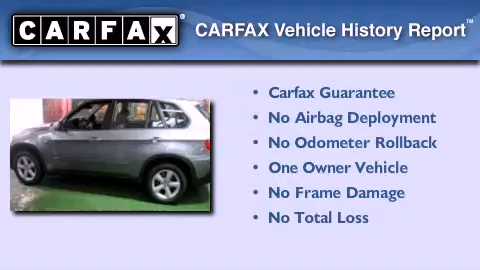 CARFAX® CARFAX Vehicle History Report™
• Carfax Guarantee
• No Airbag Deployment
• No Odometer Rollback
• One Owner Vehicle
• No Frame Damage
• No Total Loss